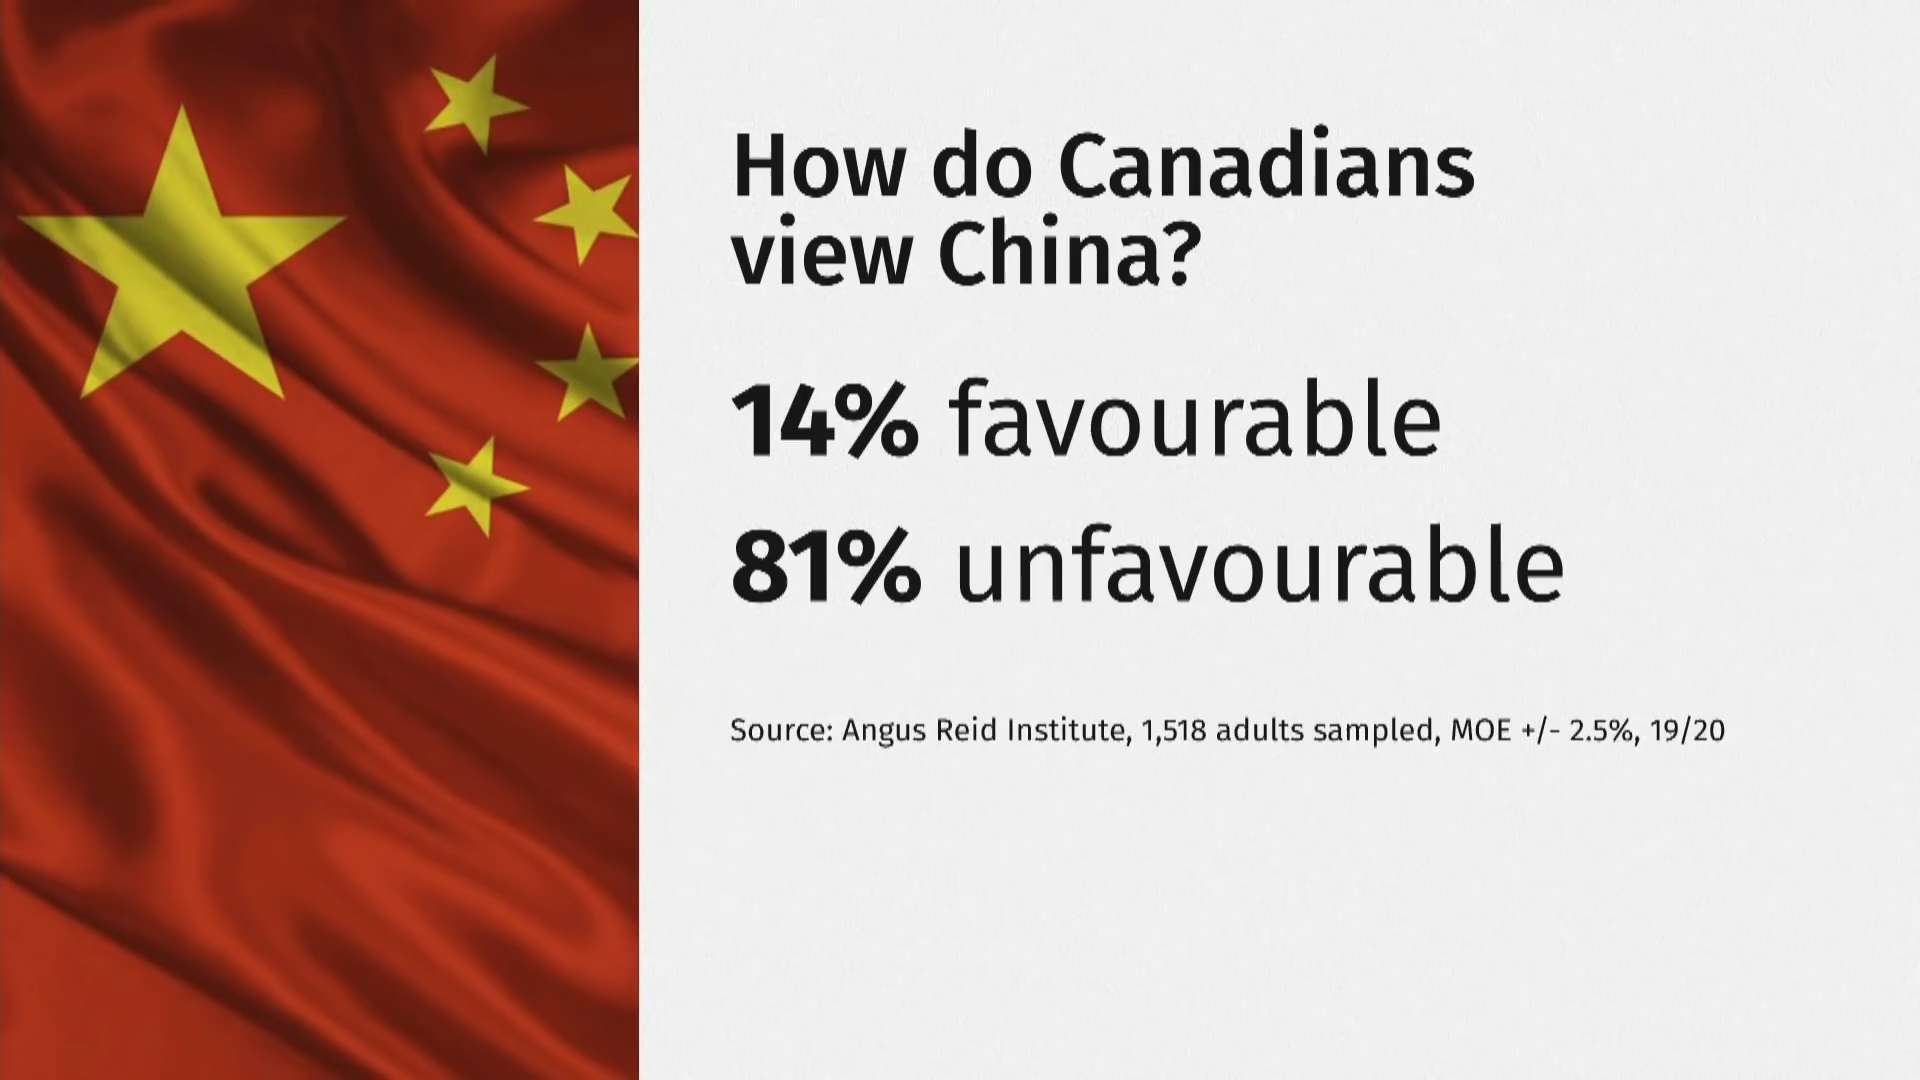 How do Canadians
view China?
14% favourable
81% unfavourable
Source: Angus Reid Institute, 1,518 adults sampled, MOE +/- 2.5%, 19/20